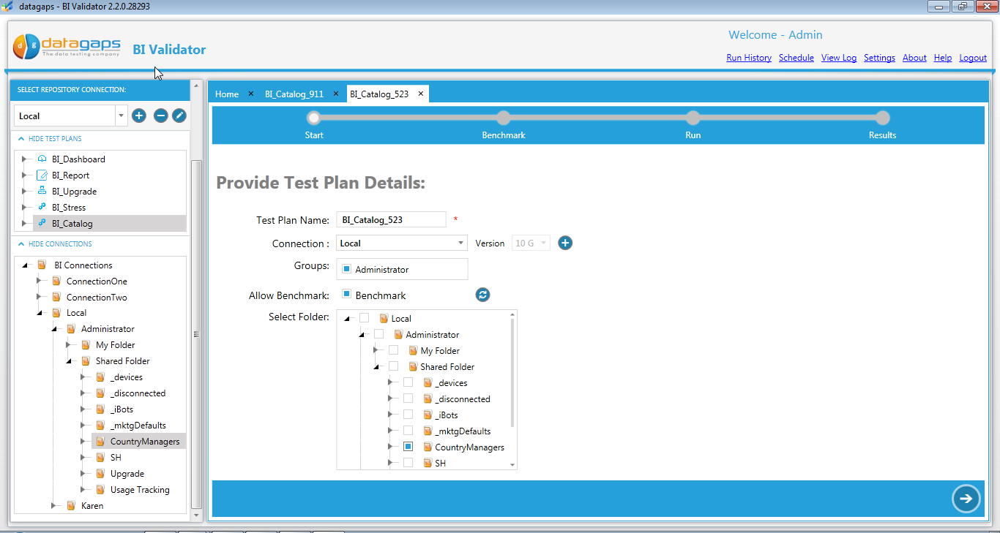 datagaps - BI Validator 2.2.0.28293
dg datagaps
The data testing company
BI Validator
Welcome - Admin
Run History Schedule View Log Settings About Help Logout
SELECT REPOSITORY CONNECTION:
Local
HIDE TEST PLANS
BI_Dashboard
BI_Report
BI_Upgrade
BI_Stress
BI_Catalog
HIDE CONNECTIONS
BI Connections
ConnectionOne
ConnectionTwo
Local
Administrator
My Folder
Shared Folder
_devices
_disconnected
_iBots
_mktgDefaults
CountryManagers
SH
Upgrade
Usage Tracking
Karen
Home BI_Catalog_911 BI_Catalog_523
Start Benchmark Run Results
Provide Test Plan Details:
Test Plan Name: BI_Catalog_523 *
Connection : Local Version 10 G
Groups: Administrator
Allow Benchmark: Benchmark
Select Folder: Local
Administrator
My Folder
Shared Folder
_devices
_disconnected
_iBots
_mktgDefaults
CountryManagers
SH